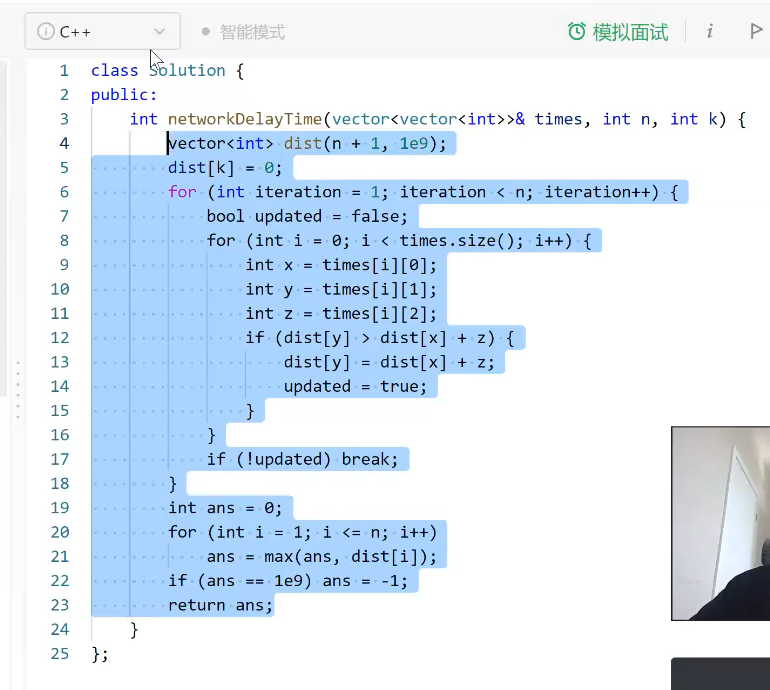 C++
智能模式
模拟面试
1 class Solution {
2 public:
3 int networkDelayTime(vector<vector<int>>& times, int n, int k) {
4 vector<int> dist(n + 1, 1e9);
5 dist[k] = 0;
6 for (int iteration = 1; iteration < n; iteration++) {
7 bool updated = false;
8 for (int i = 0; i < times.size(); i++) {
9 int x = times[i][0];
10 int y = times[i][1];
11 int z = times[i][2];
12 if (dist[y] > dist[x] + z) {
13 dist[y] = dist[x] + z;
14 updated = true;
15 }
16 }
17 if (!updated) break;
18 }
19 int ans = 0;
20 for (int i = 1; i <= n; i++)
21 ans = max(ans, dist[i]);
22 if (ans == 1e9) ans = -1;
23 return ans;
24 }
25 };